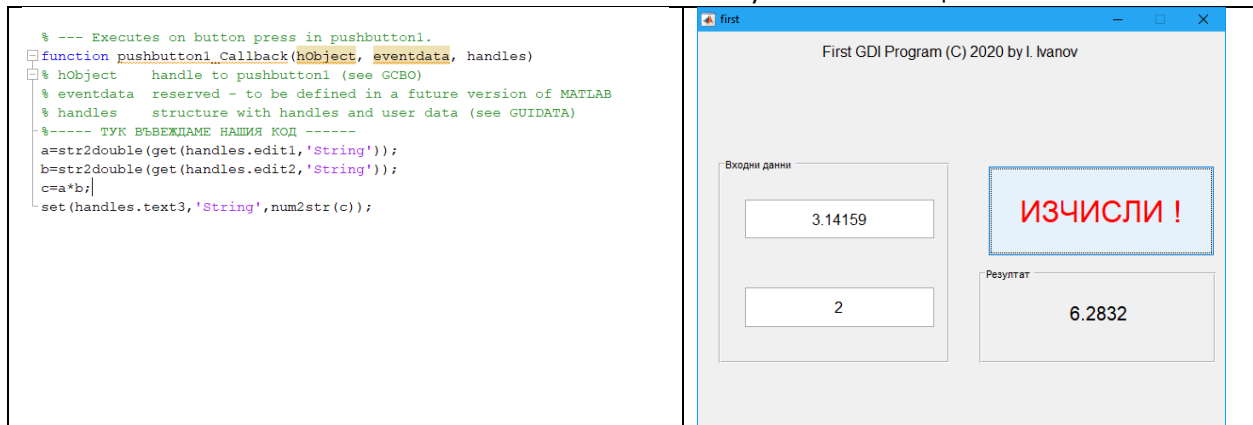 % --- Executes on button press in pushbutton1.
function pushbutton1_Callback(hObject, eventdata, handles)
% hObject    handle to pushbutton1 (see GCBO)
% eventdata  reserved - to be defined in a future version of MATLAB
% handles    structure with handles and user data (see GUIDATA)
%----- ТУК ВЪВЕЖДАМЕ НАШИЯ КОД ------
a=str2double(get(handles.edit1,'String'));
b=str2double(get(handles.edit2,'String'));
c=a*b;
set(handles.text3,'String',num2str(c));
first
First GDI Program (C) 2020 by I. Ivanov
Входни данни
3.14159
2
ИЗЧИСЛИ !
Резултат
6.2832